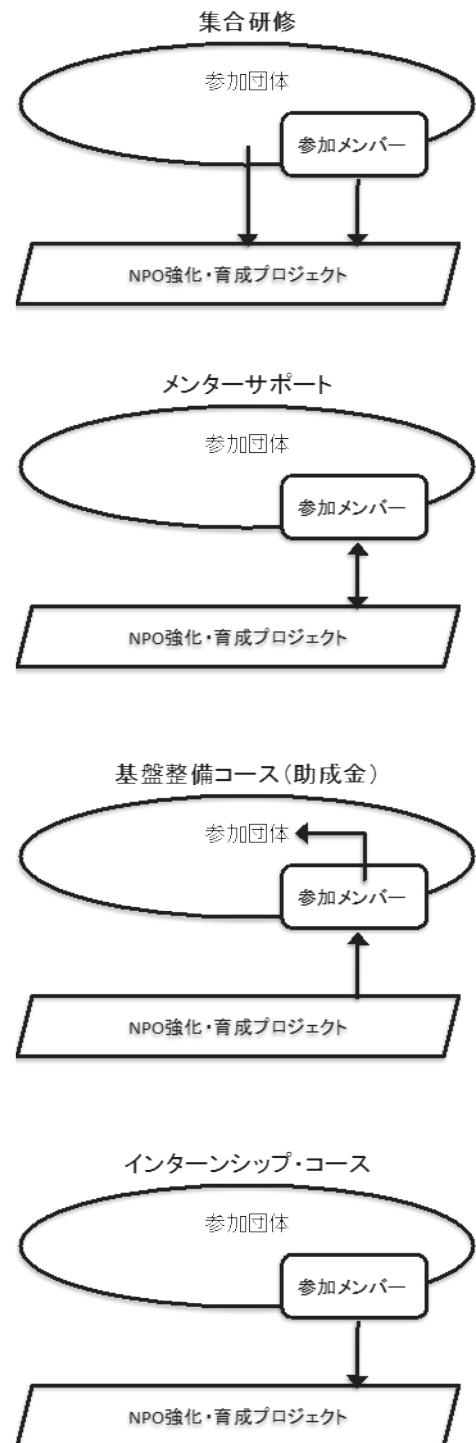 集合研修
参加団体
参加メンバー
NPO強化・育成プロジェクト
メンターサポート
参加団体
参加メンバー
NPO強化・育成プロジェクト
基盤整備コース（助成金）
参加団体
参加メンバー
NPO強化・育成プロジェクト
インターンシップ・コース
参加団体
参加メンバー
NPO強化・育成プロジェクト